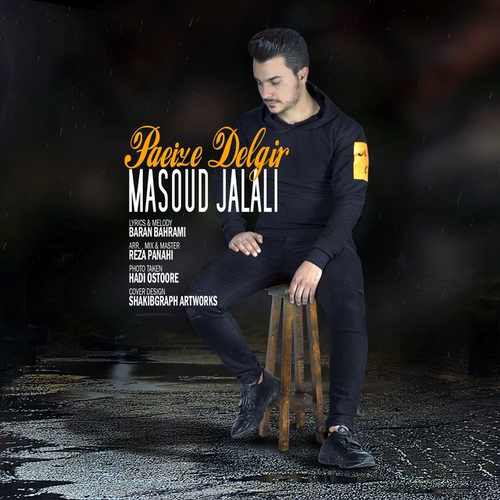 Paeize Delgir
MASOUD JALALI
LYRICS & MELODY
BARAN BAHRAMI
ARR., MIX & MASTER
REZA PANAHI
PHOTO TAKEN
HADI OSTOORE
COVER DESIGN
SHAKIBGRAPH ARTWORKS